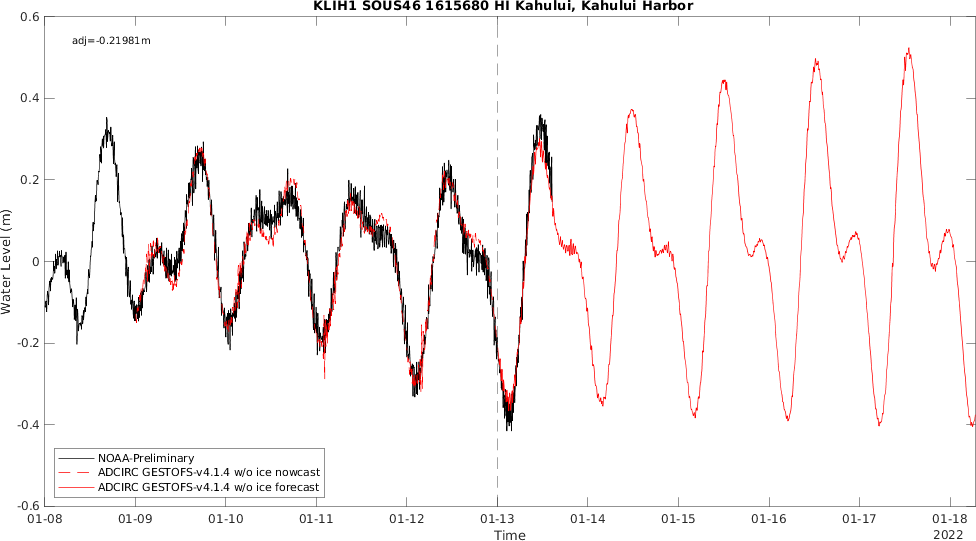 KLIH1 SOUS46 1615680 HI Kahului, Kahului Harbor
adj=-0.21981m
0.6
0.4
0.2
0
-0.2
-0.4
-0.6
Water Level (m)
NOAA-Preliminary
ADCIRC GESTOFS-v4.1.4 w/o ice nowcast
ADCIRC GESTOFS-v4.1.4 w/o ice forecast
01-08 01-09 01-10 01-11 01-12 01-13 01-14 01-15 01-16 01-17 01-18
Time
2022